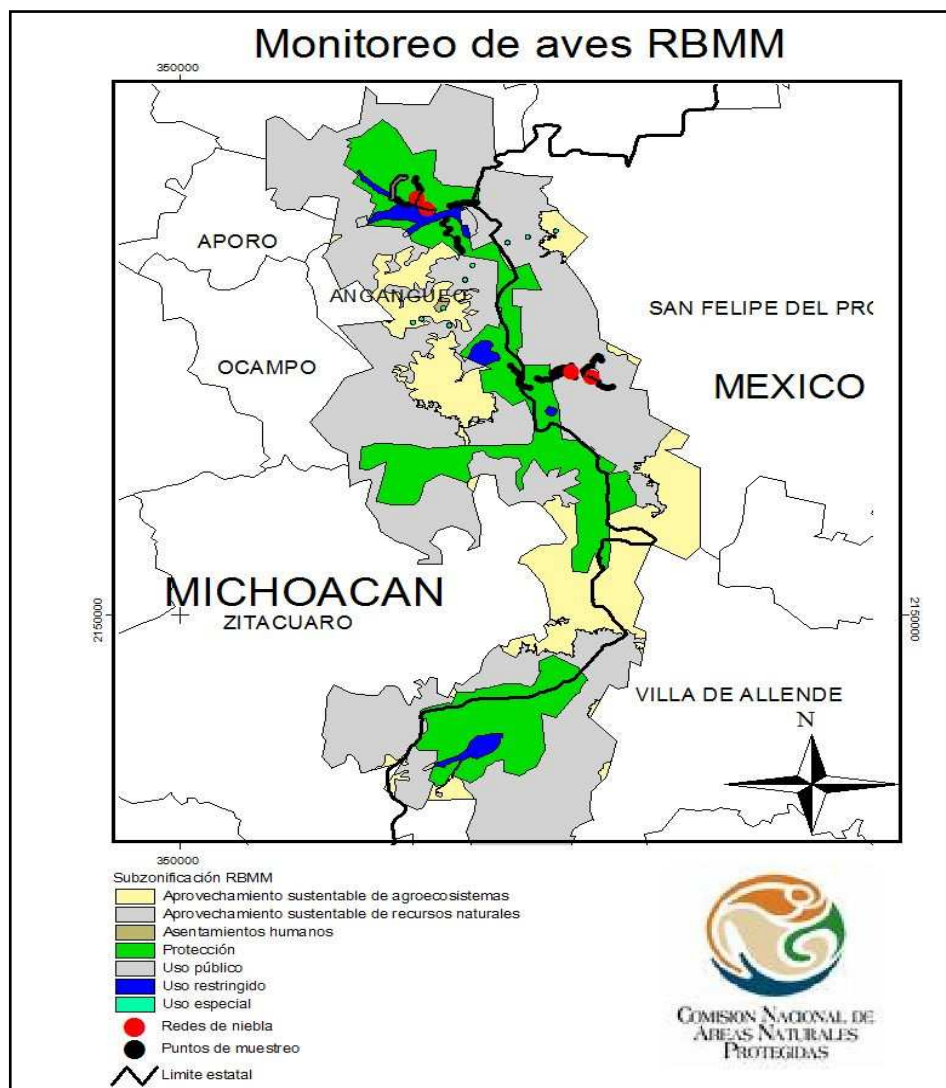 Monitoreo de aves RBMM
350000
APORO
ANGANGUEO
SAN FELIPE DEL PRO
OCAMPO
MEXICO
MICHOACAN
ZITACUARO
2150000
2150000
VILLA DE ALLENDE
N
350000
Subzonificación RBMM
Aprovechamiento sustentable de agroecosistemas
Aprovechamiento sustentable de recursos naturales
Asentamientos humanos
Protección
Uso público
Uso restringido
Uso especial
Redes de niebla
Puntos de muestreo
Limite estatal
COMISION NACIONAL DE
AREAS NATURALES
PROTEGIDAS